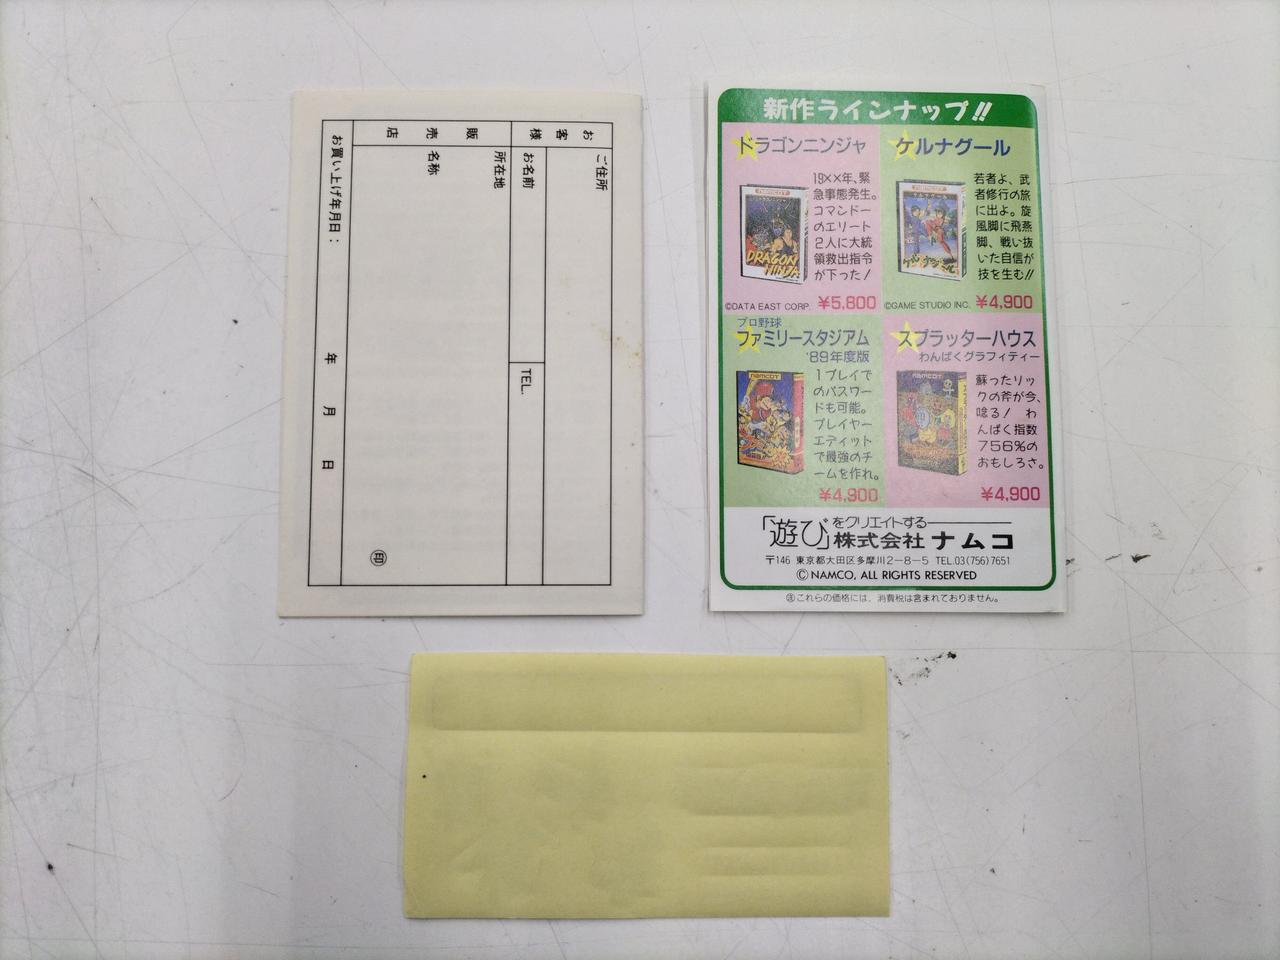 お客様
ご住所
お名前
TEL.
販売店
所在地
名称
印
お買い上げ年月日： 年 月 日
新作ラインナップ!!
ドラゴンニンジャ
19××年、緊
急事態発生。
コマンドー
のエリート
2人に大統
領救出指令
が下った!
DRAGON
NINJA
©DATA EAST CORP.
¥5,800
ケルナグール
若者よ、武
者修行の旅
に出よ。旋
風脚に飛燕
脚、戦い抜
いた自信が
技を生む!!
namcot
ケルナグール
©GAME STUDIO INC.
¥4,900
プロ野球
ファミリースタジアム
'89年度版
1プレイで
のパスワー
ドも可能。
プレイヤー
エディット
で最強のチ
ームを作れ。
namcot
¥4,900
スプラッターハウス
わんぱくグラフィティー
蘇ったリッ
クの斧が今、
唸る! わ
んぱく指数
756%の
おもしろさ。
namcot
¥4,900
「遊び」をクリエイトする
株式会社ナムコ
〒146 東京都大田区多摩川2-8-5 TEL.03(756)7651
© NAMCO, ALL RIGHTS RESERVED
㊟これらの価格には、消費税は含まれておりません。